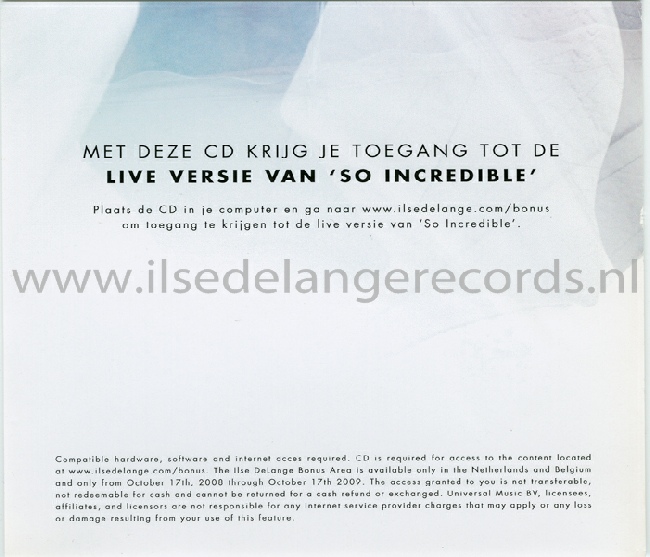 MET DEZE CD KRIJG JE TOEGANG TOT DE
LIVE VERSIE VAN 'SO INCREDIBLE'
Plaats de CD in je computer en ga naar www.ilsedelange.com/bonus
om toegang te krijgen tot de live versie van 'So Incredible'.
www.ilsedelangerecords.nl
Compatible hardware, software and internet acces required. CD is required for access to the content located
at www.ilsedelange.com/bonus. The Ilse DeLange Bonus Area is available only in the Netherlands and Belgium
and only from October 17th, 2008 through October 17th 2009. The access granted to you is not transferable,
not redeemable for cash and cannot be returned for a cash refund or exchanged. Universal Music BV, licensees,
affiliates, and licensors are not responsible for any internet service provider charges that may apply or any loss
or damage resulting from your use of this feature.